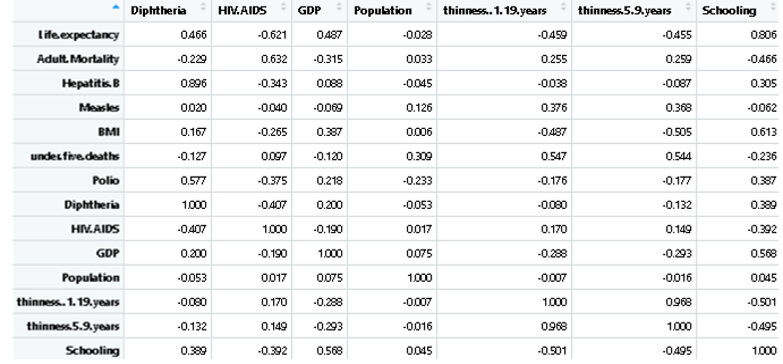 Diphtheria HIV.AIDS GDP Population thinness..1.19.years thinness.5.9.years Schooling
Life.expectancy 0.466 -0.621 0.487 -0.028 -0.459 -0.455 0.806
Adult.Mortality -0.229 0.632 -0.315 0.033 0.255 0.259 -0.466
Hepatitis.B 0.896 -0.343 0.088 -0.045 -0.038 -0.087 0.305
Measles 0.020 -0.040 -0.069 0.126 0.376 0.368 -0.062
BMI 0.167 -0.265 0.387 0.006 -0.487 -0.505 0.613
under.five.deaths -0.127 0.097 -0.120 0.309 0.547 0.544 -0.236
Polio 0.577 -0.375 0.218 -0.233 -0.176 -0.177 0.387
Diphtheria 1.000 -0.407 0.200 -0.053 -0.080 -0.132 0.389
HIV.AIDS -0.407 1.000 -0.190 0.017 0.170 0.149 -0.392
GDP 0.200 -0.190 1.000 0.075 -0.288 -0.293 0.568
Population -0.053 0.017 0.075 1.000 -0.007 -0.016 0.045
thinness..1.19.years -0.080 0.170 -0.288 -0.007 1.000 0.968 -0.501
thinness.5.9.years -0.132 0.149 -0.293 -0.016 0.968 1.000 -0.495
Schooling 0.389 -0.392 0.568 0.045 -0.501 -0.495 1.000